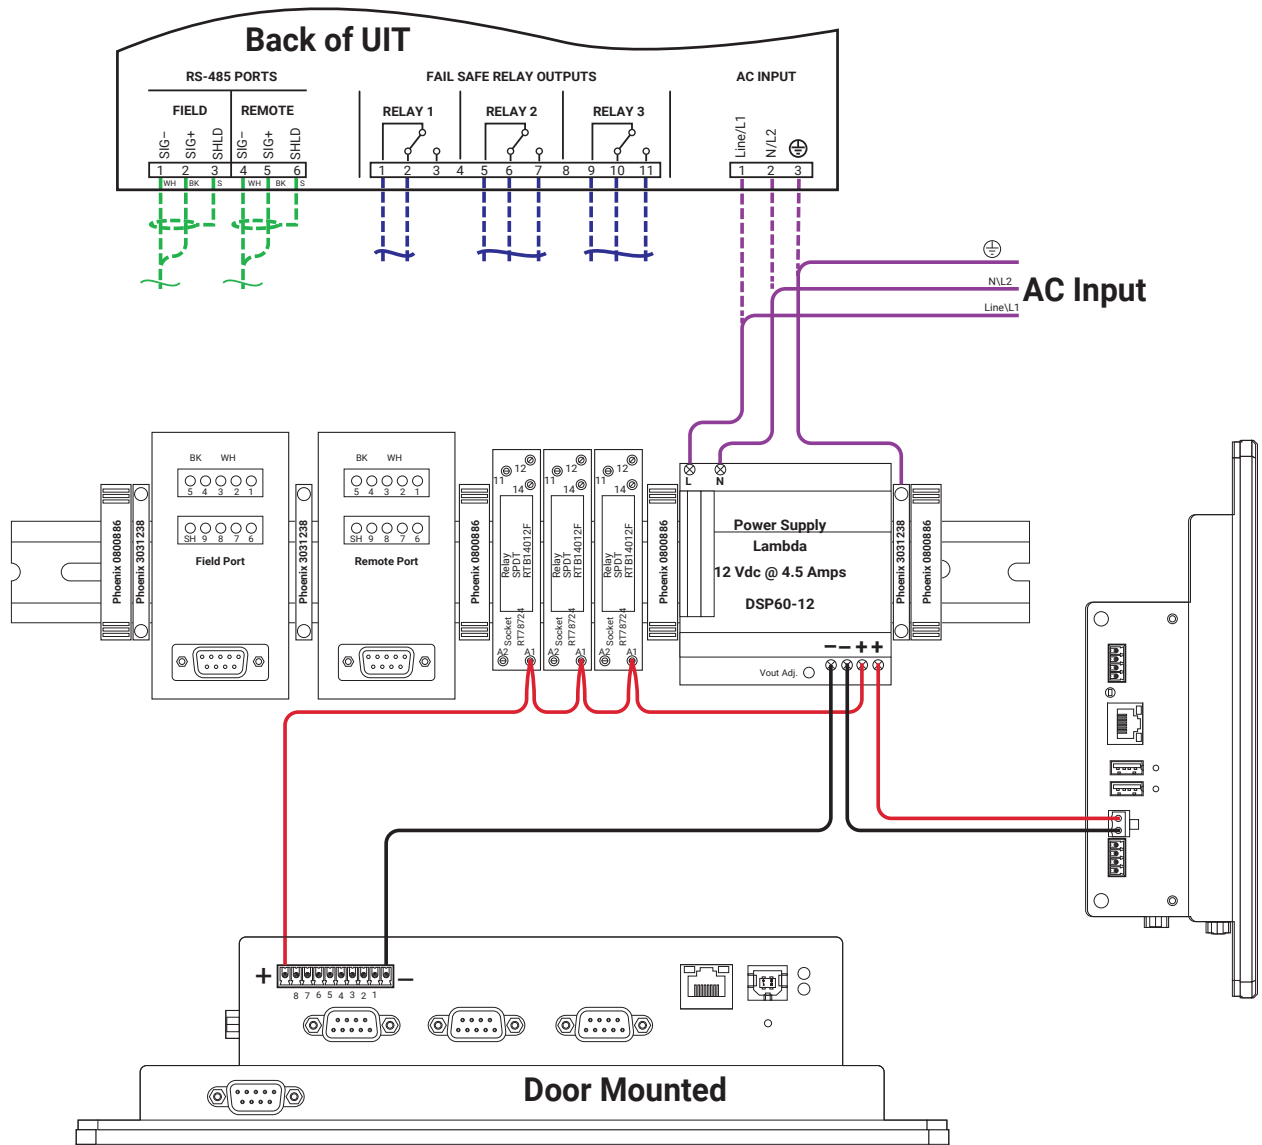 Back of UIT
RS-485 PORTS
FAIL SAFE RELAY OUTPUTS
AC INPUT
FIELD
REMOTE
RELAY 1
RELAY 2
RELAY 3
SIG−
SIG+
SHLD
SIG−
SIG+
SHLD
Line/L1
N/L2
1 2 3 4 5 6
1 2 3 4 5 6 7 8 9 10 11
1 2 3
WH BK S WH BK S
N\L2
AC Input
Line\L1
BK WH
5 4 3 2 1
SH 9 8 7 6
Field Port
BK WH
5 4 3 2 1
SH 9 8 7 6
Remote Port
Phoenix 0800886
Phoenix 3031238
Phoenix 3031238
Phoenix 0800886
12
11
14
Relay
SPDT
RTB14012F
Socket
RT78724
A2 A1
12
11
14
Relay
SPDT
RTB14012F
Socket
RT78724
A2 A1
12
11
14
Relay
SPDT
RTB14012F
Socket
RT78724
A2 A1
Phoenix 0800886
L N
Power Supply
Lambda
12 Vdc @ 4.5 Amps
DSP60-12
− − + +
Vout Adj.
Phoenix 3031238
Phoenix 0800886
+ −
8 7 6 5 4 3 2 1
Door Mounted